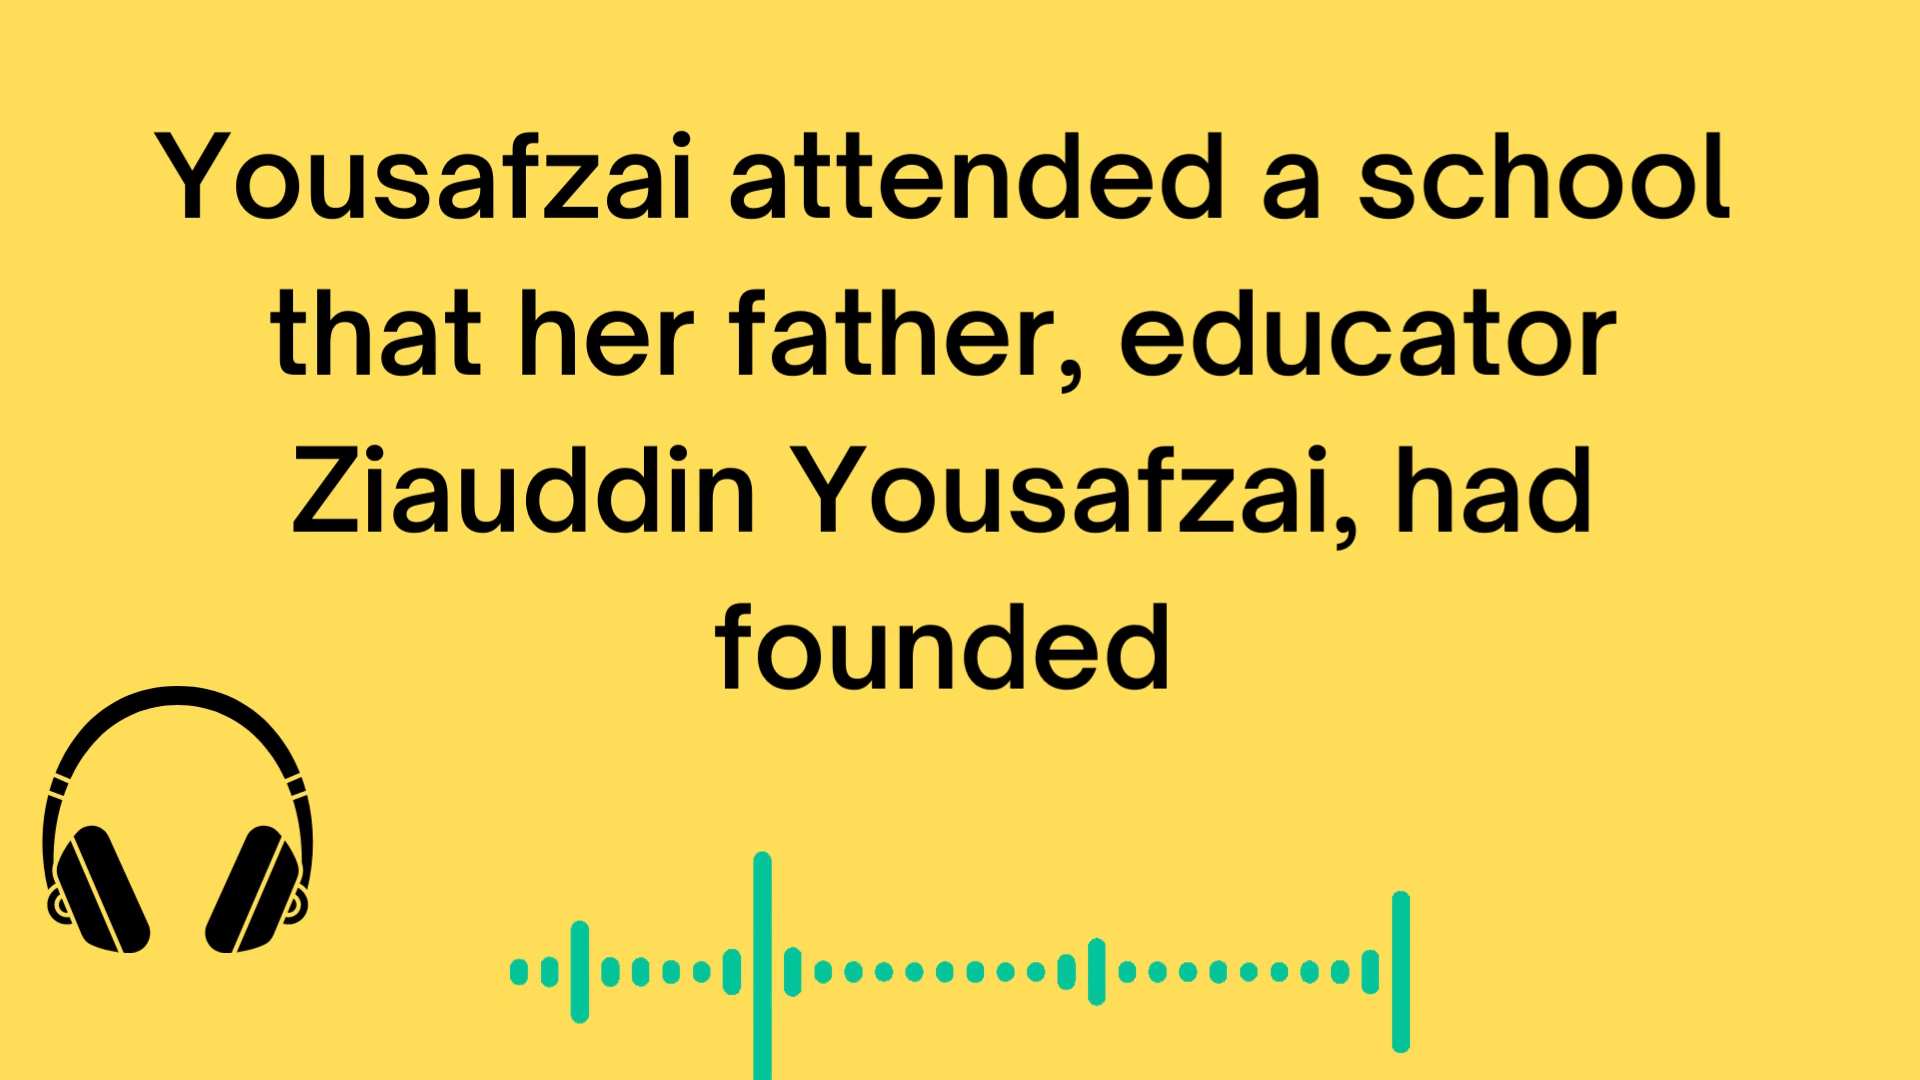 Yousafzai attended a school
that her father, educator
Ziauddin Yousafzai, had
founded